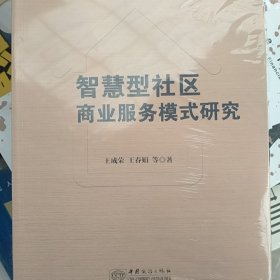 智慧型社区
商业服务模式研究
王成荣 王春娟 等◎著